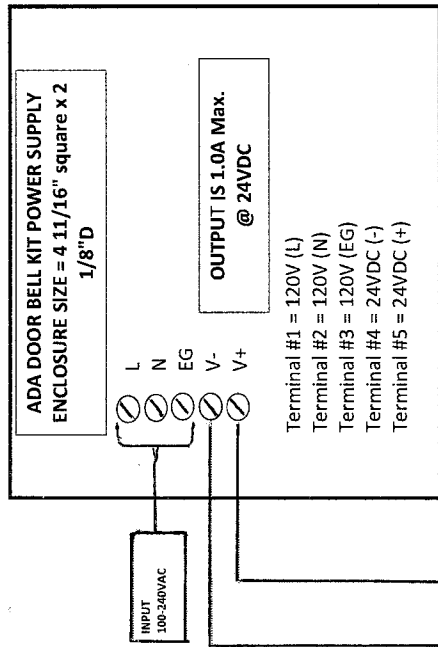 ADA DOOR BELL KIT POWER SUPPLY
ENCLOSURE SIZE = 4 11/16" square x 2
1/8"D
INPUT
100-240VAC
L
N
EG
V-
V+
OUTPUT IS 1.0A Max.
@ 24VDC
Terminal #1 = 120V (L)
Terminal #2 = 120V (N)
Terminal #3 = 120V (EG)
Terminal #4 = 24VDC (-)
Terminal #5 = 24VDC (+)